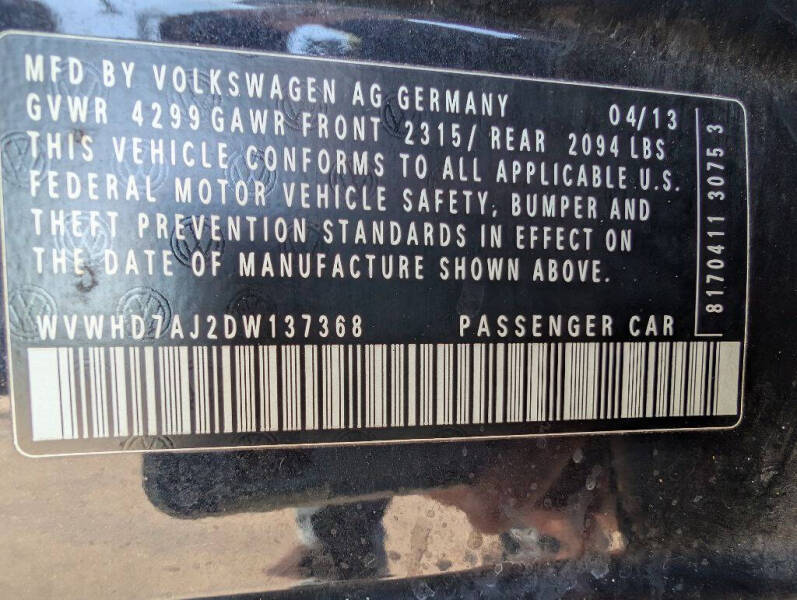 MFD BY VOLKSWAGEN AG GERMANY 04/13
GVWR 4299 GAWR FRONT 2315/ REAR 2094 LBS
THIS VEHICLE CONFORMS TO ALL APPLICABLE U.S.
FEDERAL MOTOR VEHICLE SAFETY, BUMPER AND
THEFT PREVENTION STANDARDS IN EFFECT ON
THE DATE OF MANUFACTURE SHOWN ABOVE.
WVWHD7AJ2DW137368 PASSENGER CAR
8170411 3075 3